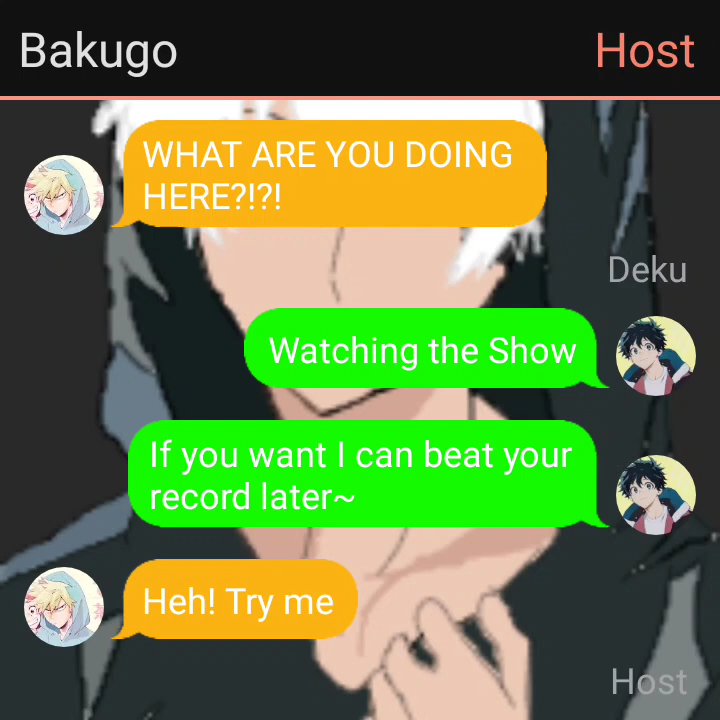 Bakugo
Host
WHAT ARE YOU DOING
HERE?!?!
Deku
Watching the Show
If you want I can beat your
record later~
Heh! Try me
Host